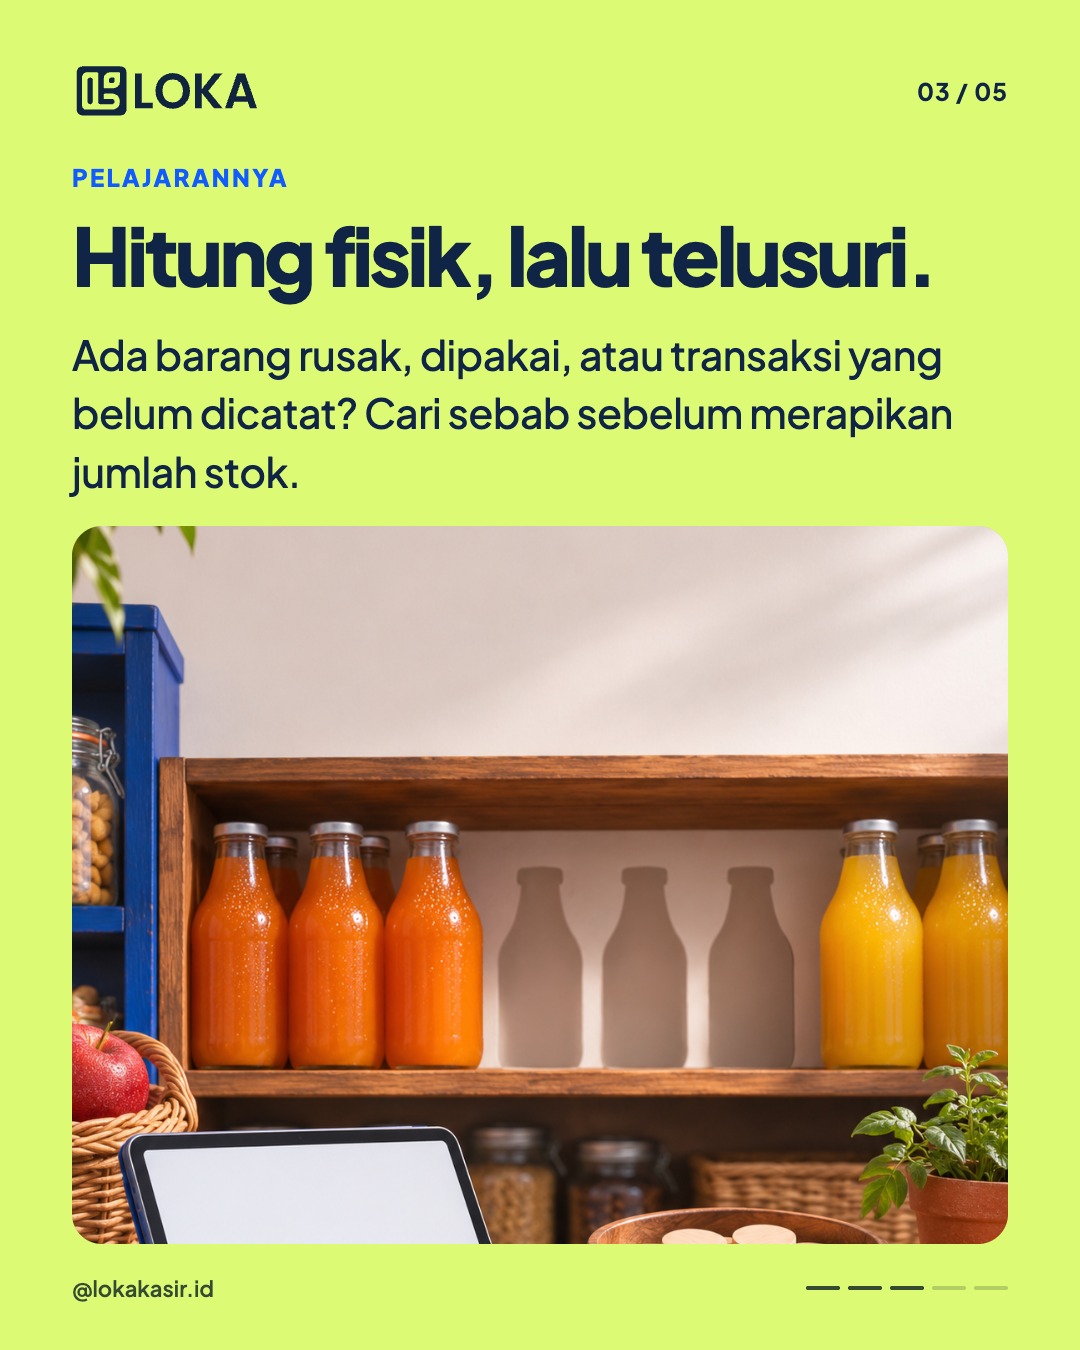 LOKA
03 / 05
PELAJARANNYA
Hitung fisik, lalu telusuri.
Ada barang rusak, dipakai, atau transaksi yang
belum dicatat? Cari sebab sebelum merapikan
jumlah stok.
@lokakasir.id